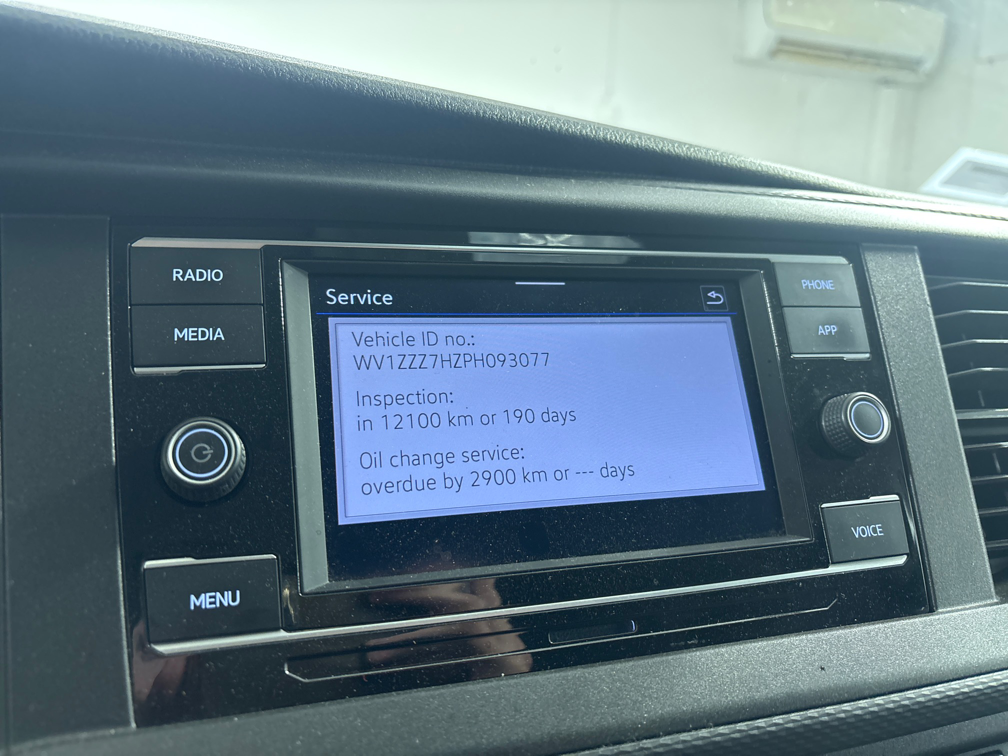 RADIO
MEDIA
MENU
Service
Vehicle ID no.:
WV1ZZZ7HZPH093077
Inspection:
in 12100 km or 190 days
Oil change service:
overdue by 2900 km or --- days
PHONE
APP
VOICE